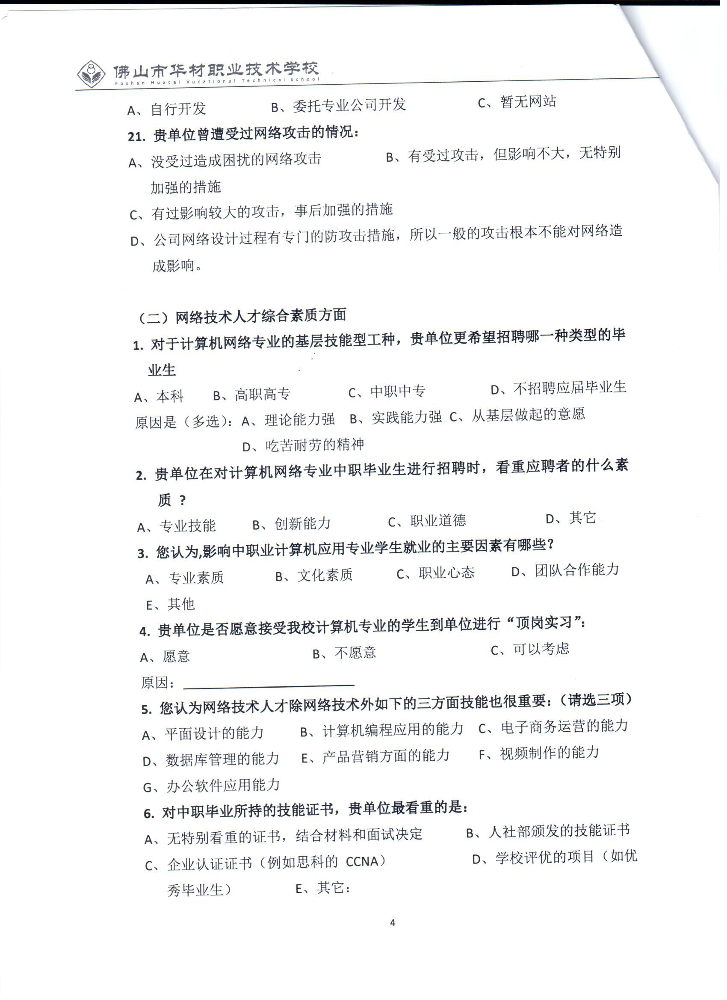 佛山市华材职业技术学校
Foshan Huacai Vocational Technical School
A、自行开发 B、委托专业公司开发 C、暂无网站
21. 贵单位曾遭受过网络攻击的情况：
A、没受过造成困扰的网络攻击 B、有受过攻击，但影响不大，无特别
加强的措施
C、有过影响较大的攻击，事后加强的措施
D、公司网络设计过程有专门的防攻击措施，所以一般的攻击根本不能对网络造
成影响。
（二）网络技术人才综合素质方面
1. 对于计算机网络专业的基层技能型工种，贵单位更希望招聘哪一种类型的毕
业生
A、本科 B、高职高专 C、中职中专 D、不招聘应届毕业生
原因是（多选）：A、理论能力强 B、实践能力强 C、从基层做起的意愿
D、吃苦耐劳的精神
2. 贵单位在对计算机网络专业中职毕业生进行招聘时，看重应聘者的什么素
质 ?
A、专业技能 B、创新能力 C、职业道德 D、其它
3. 您认为,影响中职业计算机应用专业学生就业的主要因素有哪些？
A、专业素质 B、文化素质 C、职业心态 D、团队合作能力
E、其他
4. 贵单位是否愿意接受我校计算机专业的学生到单位进行“顶岗实习”：
A、愿意 B、不愿意 C、可以考虑
原因：
5. 您认为网络技术人才除网络技术外如下的三方面技能也很重要：（请选三项）
A、平面设计的能力 B、计算机编程应用的能力 C、电子商务运营的能力
D、数据库管理的能力 E、产品营销方面的能力 F、视频制作的能力
G、办公软件应用能力
6. 对中职毕业所持的技能证书，贵单位最看重的是：
A、无特别看重的证书，结合材料和面试决定 B、人社部颁发的技能证书
C、企业认证证书（例如思科的 CCNA） D、学校评优的项目（如优
秀毕业生） E、其它：
4